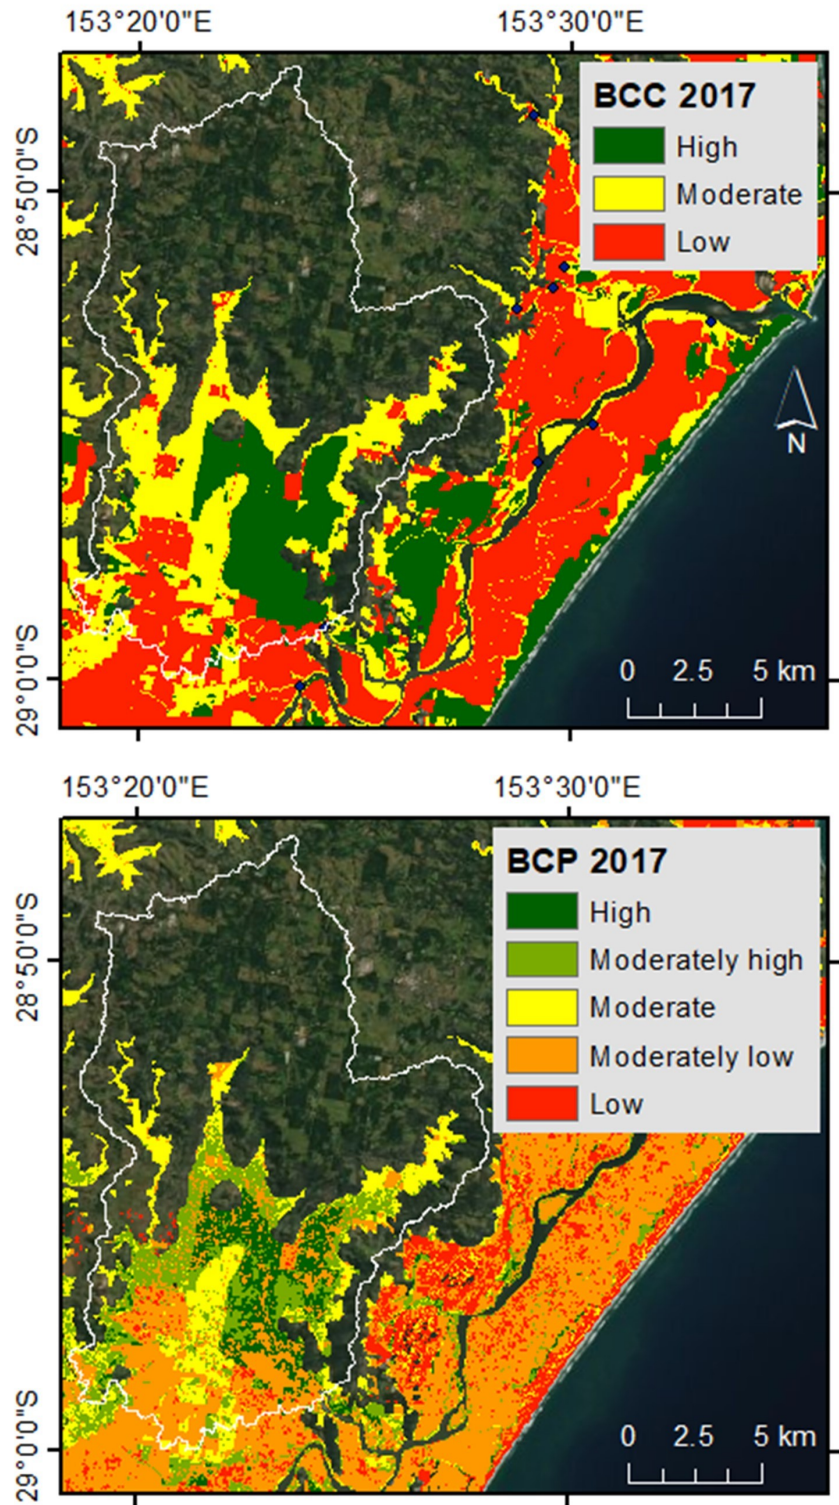 153°20'0"E 153°30'0"E
BCC 2017
High
Moderate
Low
28°50'0"S
29°0'0"S
N
0 2.5 5 km
153°20'0"E 153°30'0"E
BCP 2017
High
Moderately high
Moderate
Moderately low
Low
28°50'0"S
29°0'0"S
0 2.5 5 km